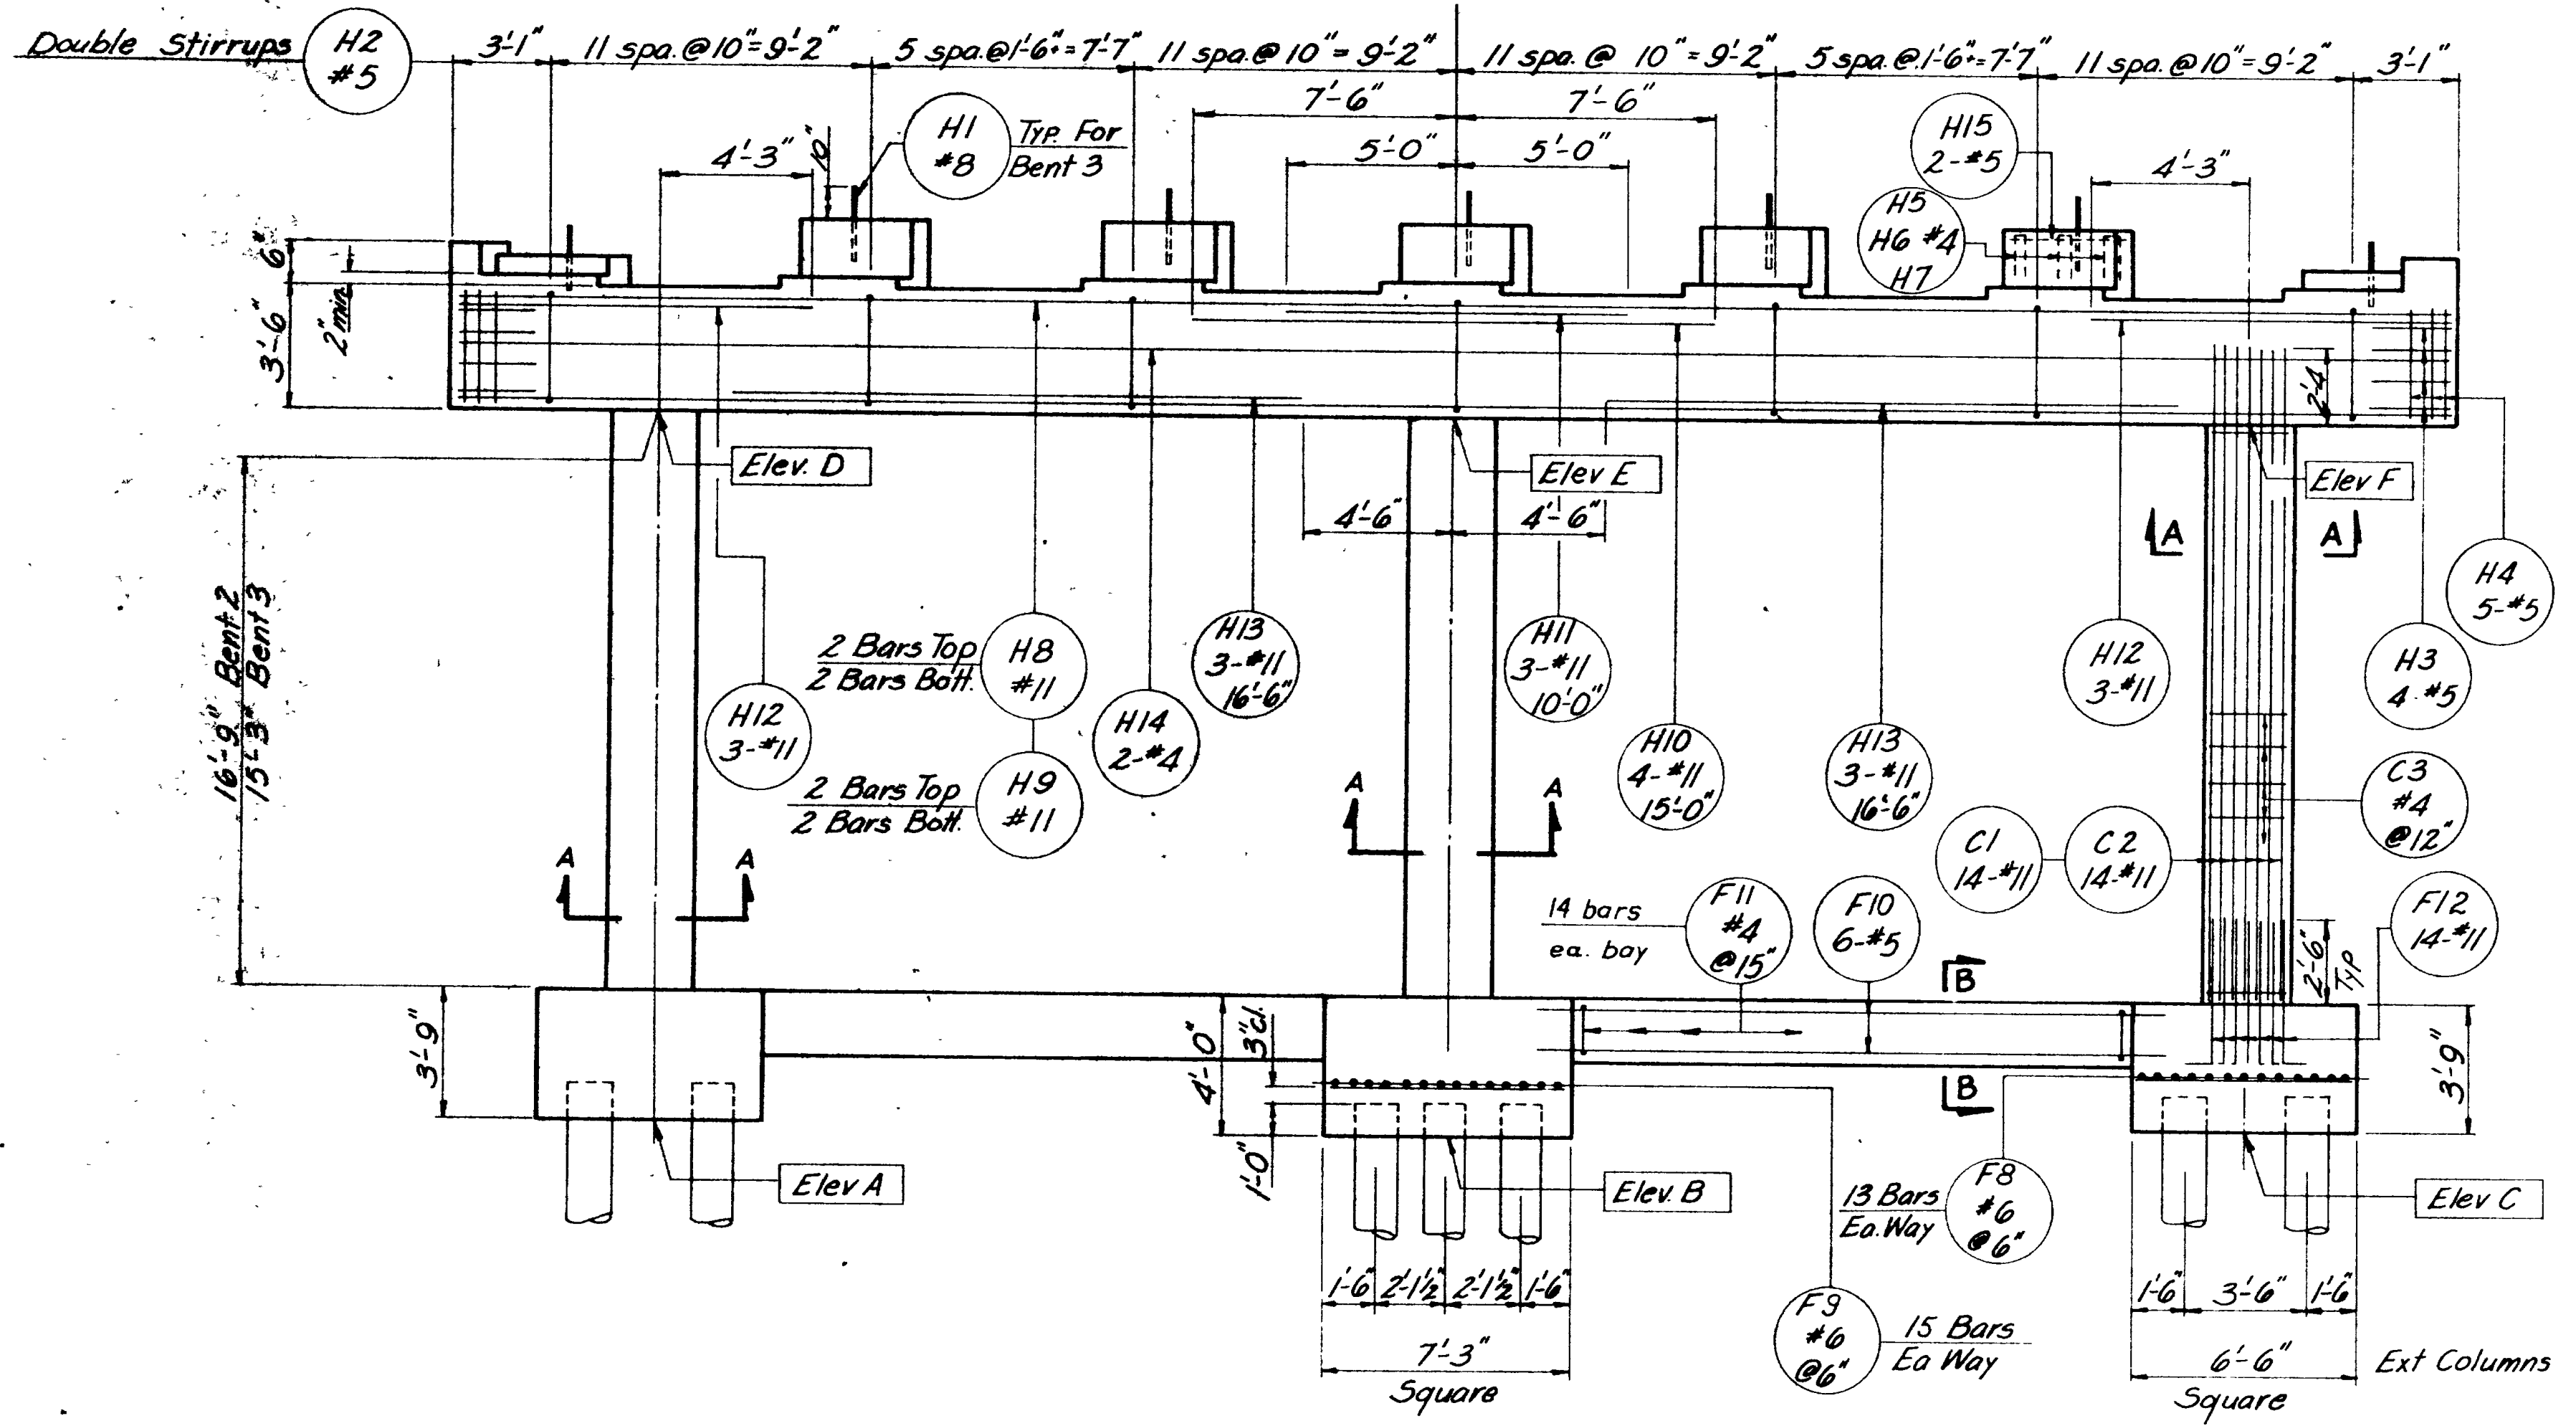 Double Stirrups
H2
#5
3'-1"
11 spa.@10"=9'-2"
5 spa.@1'-6"±=7'-7"
11 spa.@10"=9'-2"
11 spa.@ 10"=9'-2"
5 spa.@1'-6"±=7'-7"
11 spa.@10"=9'-2"
3'-1"
7'-6"
7'-6"
H1
#8
Typ. For
Bent 3
10"
4'-3"
5'-0"
5'-0"
H15
2-#5
4'-3"
H5
H6 #4
H7
6"
2" min.
3'-6"
2'-4
Elev. D
Elev E
Elev F
4'-6"
4'-6"
A
A
H4
5-#5
16'-9" Bent 2
15'-3" Bent 3
2 Bars Top
2 Bars Bott.
H8
#11
H13
3-#11
16'-6"
H11
3-#11
10'-0"
H12
3-#11
H3
4-#5
H12
3-#11
H14
2-#4
H10
4-#11
15'-0"
H13
3-#11
16'-6"
C3
#4
@12"
2 Bars Top
2 Bars Bott.
H9
#11
A
A
C1
14-#11
C2
14-#11
A
A
14 bars
ea. bay
F11
#4
@15"
F10
6-#5
F12
14-#11
2'-6"
Typ
B
3'-9"
4'-0"
3"cl.
1'-0"
B
3'-9"
Elev A
Elev. B
13 Bars
Ea. Way
F8
#6
@6"
Elev C
1'-6"
2'-1½"
2'-1½"
1'-6"
1'-6"
3'-6"
1'-6"
F9
#6
@6"
15 Bars
Ea Way
7'-3"
Square
6'-6"
Square
Ext Columns